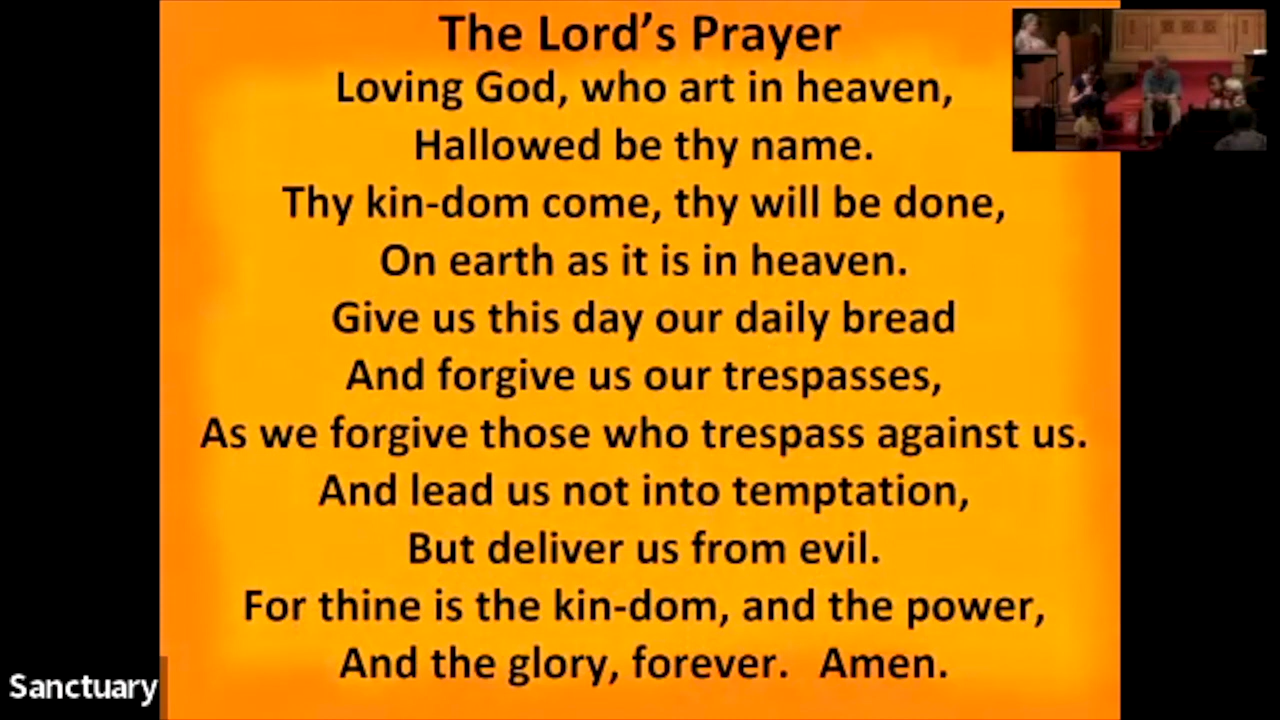 The Lord’s Prayer
Loving God, who art in heaven,
Hallowed be thy name.
Thy kin-dom come, thy will be done,
On earth as it is in heaven.
Give us this day our daily bread
And forgive us our trespasses,
As we forgive those who trespass against us.
And lead us not into temptation,
But deliver us from evil.
For thine is the kin-dom, and the power,
And the glory, forever. Amen.
Sanctuary